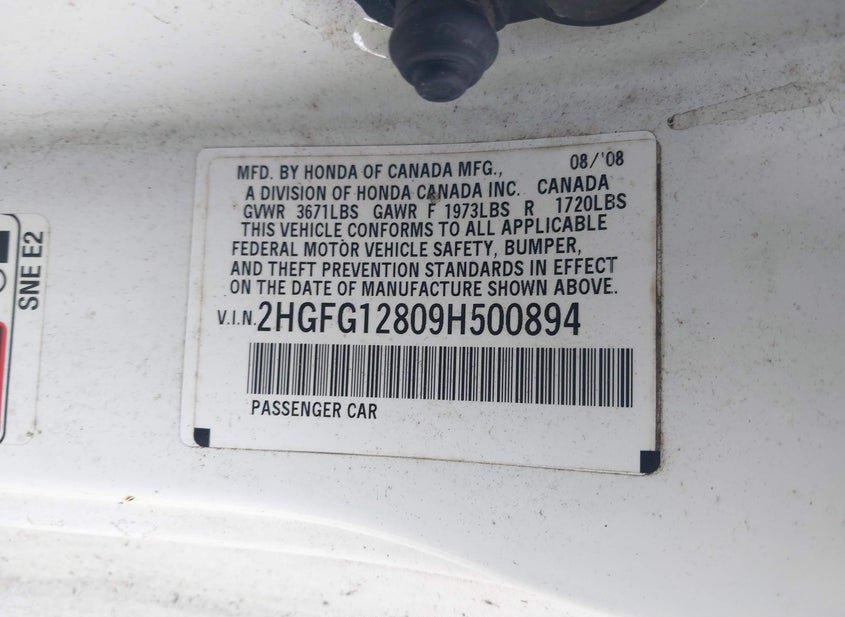 MFD. BY HONDA OF CANADA MFG., 08/'08
A DIVISION OF HONDA CANADA INC. CANADA
GVWR 3671LBS GAWR F 1973LBS R 1720LBS
THIS VEHICLE CONFORMS TO ALL APPLICABLE
FEDERAL MOTOR VEHICLE SAFETY, BUMPER,
AND THEFT PREVENTION STANDARDS IN EFFECT
ON THE DATE OF MANUFACTURE SHOWN ABOVE.
V.I.N. 2HGFG12809H500894
PASSENGER CAR
SNE E2